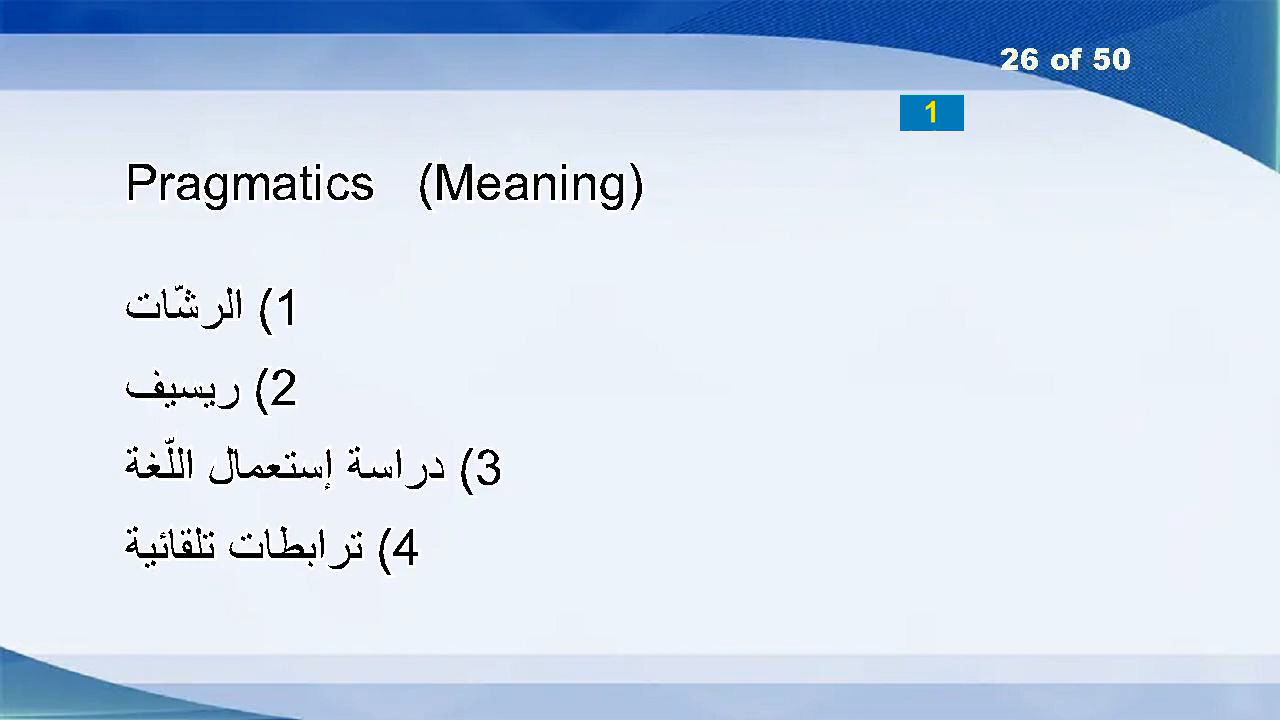 26 of 50
1
Pragmatics (Meaning)
1) الرشّات
2) ريسيف
3) دراسة إستعمال اللّغة
4) ترابطات تلقائية